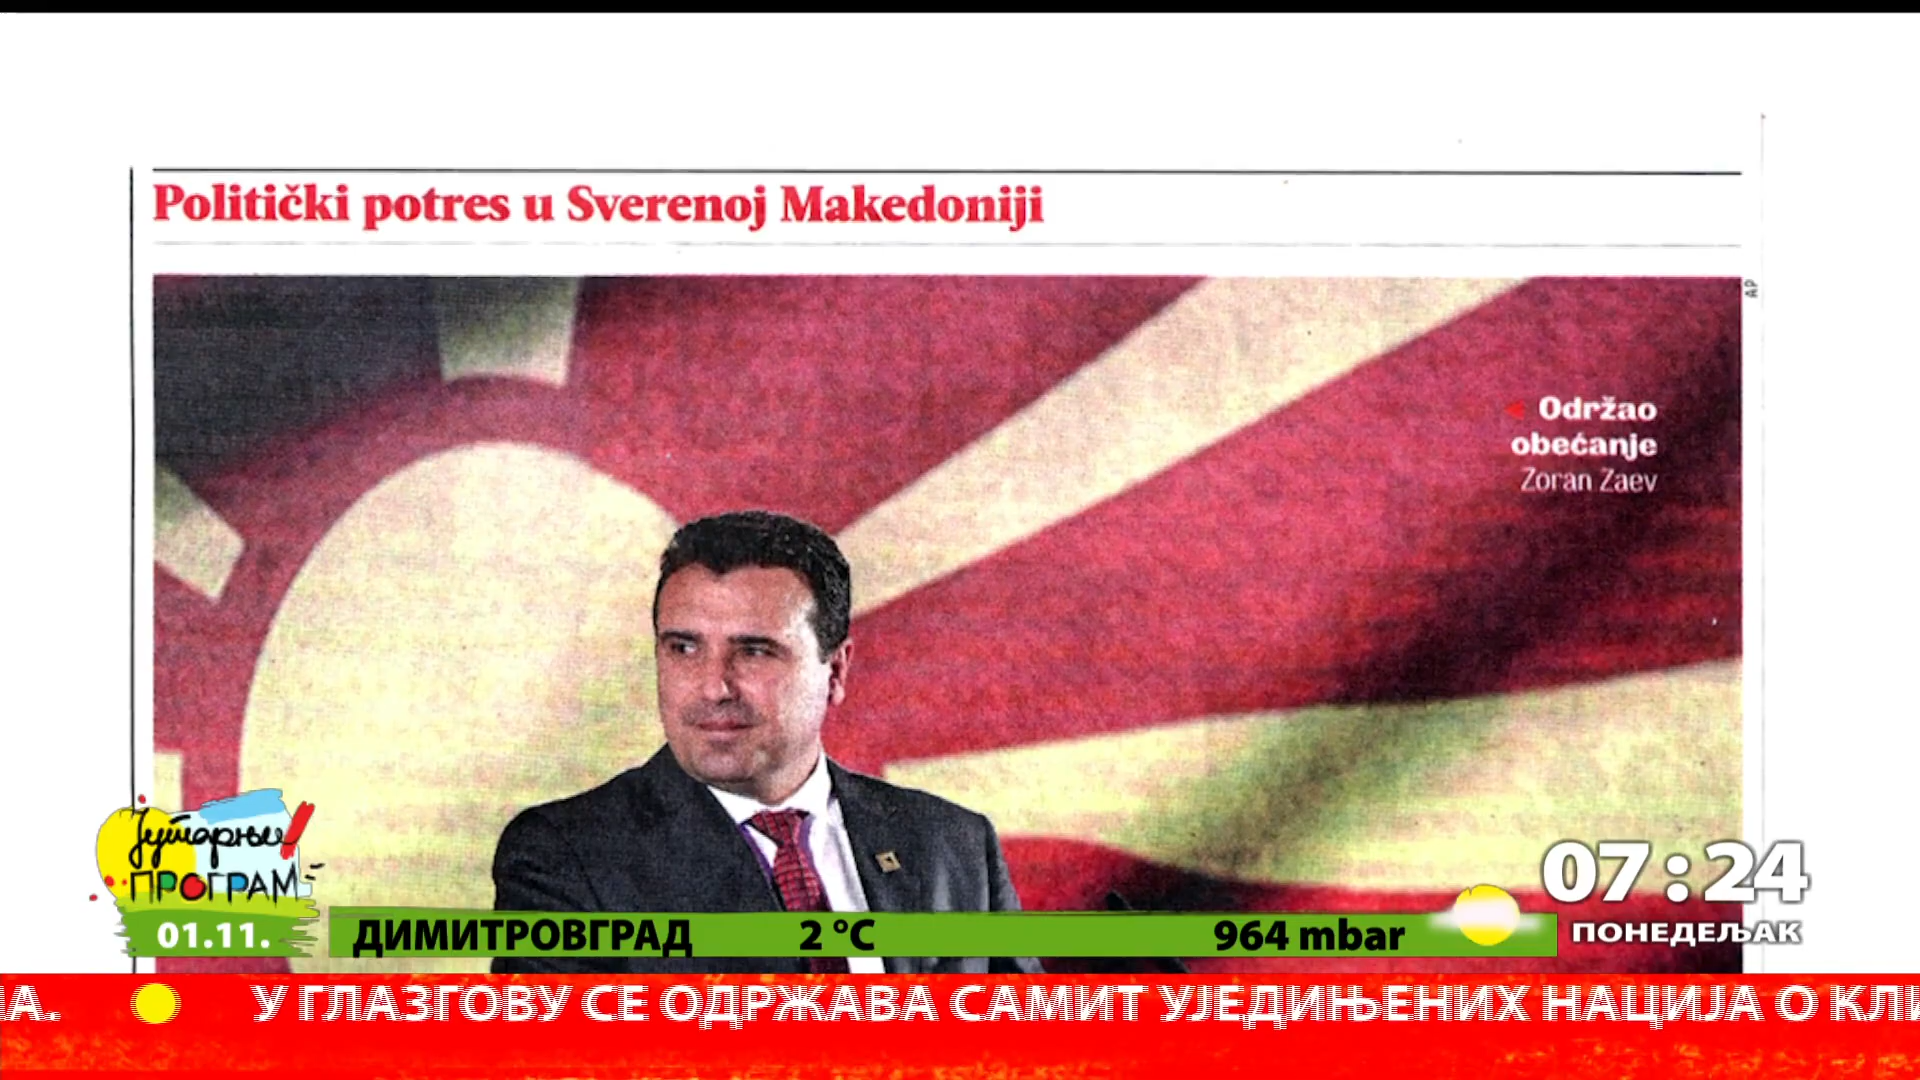 Politički potres u Sverenoj Makedoniji
AP
Održao
obećanje
Zoran Zaev
Јутарњи
ПРОГРАМ
01.11.
ДИМИТРОВГРАД 2 °C 964 mbar
07:24
ПОНЕДЕЉАК
НА. У ГЛАЗГОВУ СЕ ОДРЖАВА САМИТ УЈЕДИЊЕНИХ НАЦИЈА О КЛИ